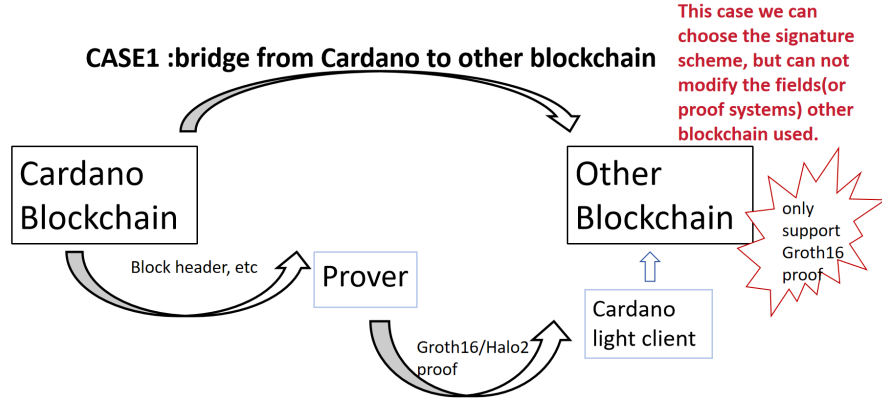 This case we can
choose the signature
scheme, but can not
modify the fields(or
proof systems) other
blockchain used.
CASE1 :bridge from Cardano to other blockchain
Cardano
Blockchain
Other
Blockchain
only
support
Groth16
proof
Block header, etc
Prover
Cardano
light client
Groth16/Halo2
proof